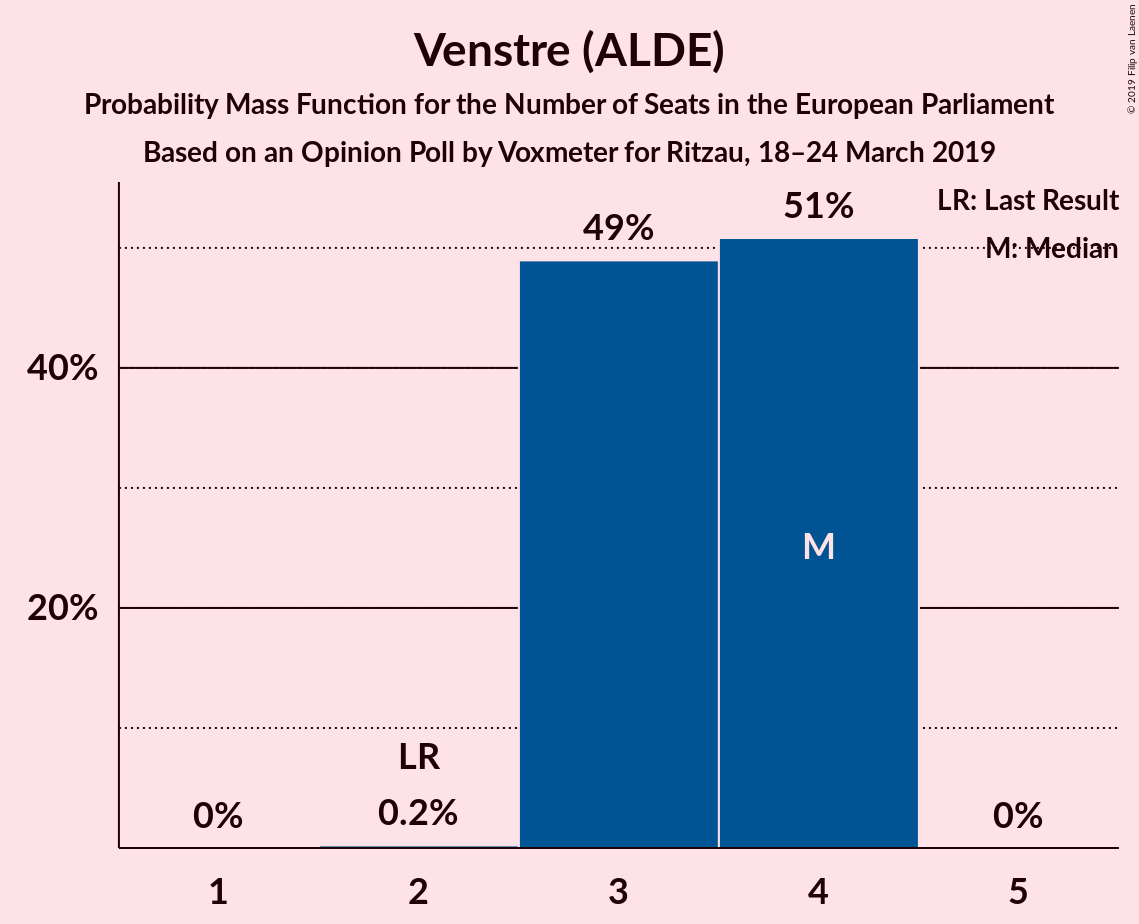 Venstre (ALDE)
Probability Mass Function for the Number of Seats in the European Parliament
Based on an Opinion Poll by Voxmeter for Ritzau, 18–24 March 2019
© 2019 Filip van Laenen
LR: Last Result
M: Median
49%
51%
40%
20%
M
LR
0%
0.2%
0%
1
2
3
4
5